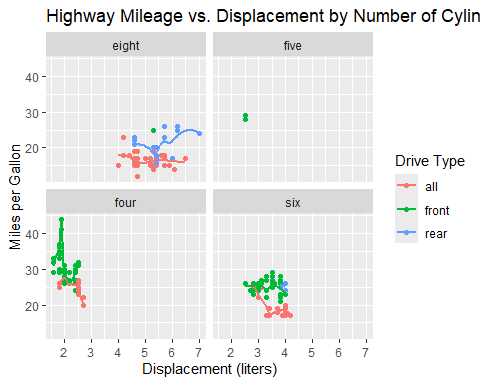 Highway Mileage vs. Displacement by Number of Cylin
eight five
40
30
20
four six
40
30
20
2 3 4 5 6 7 2 3 4 5 6 7
Displacement (liters)
Miles per Gallon
Drive Type
all
front
rear